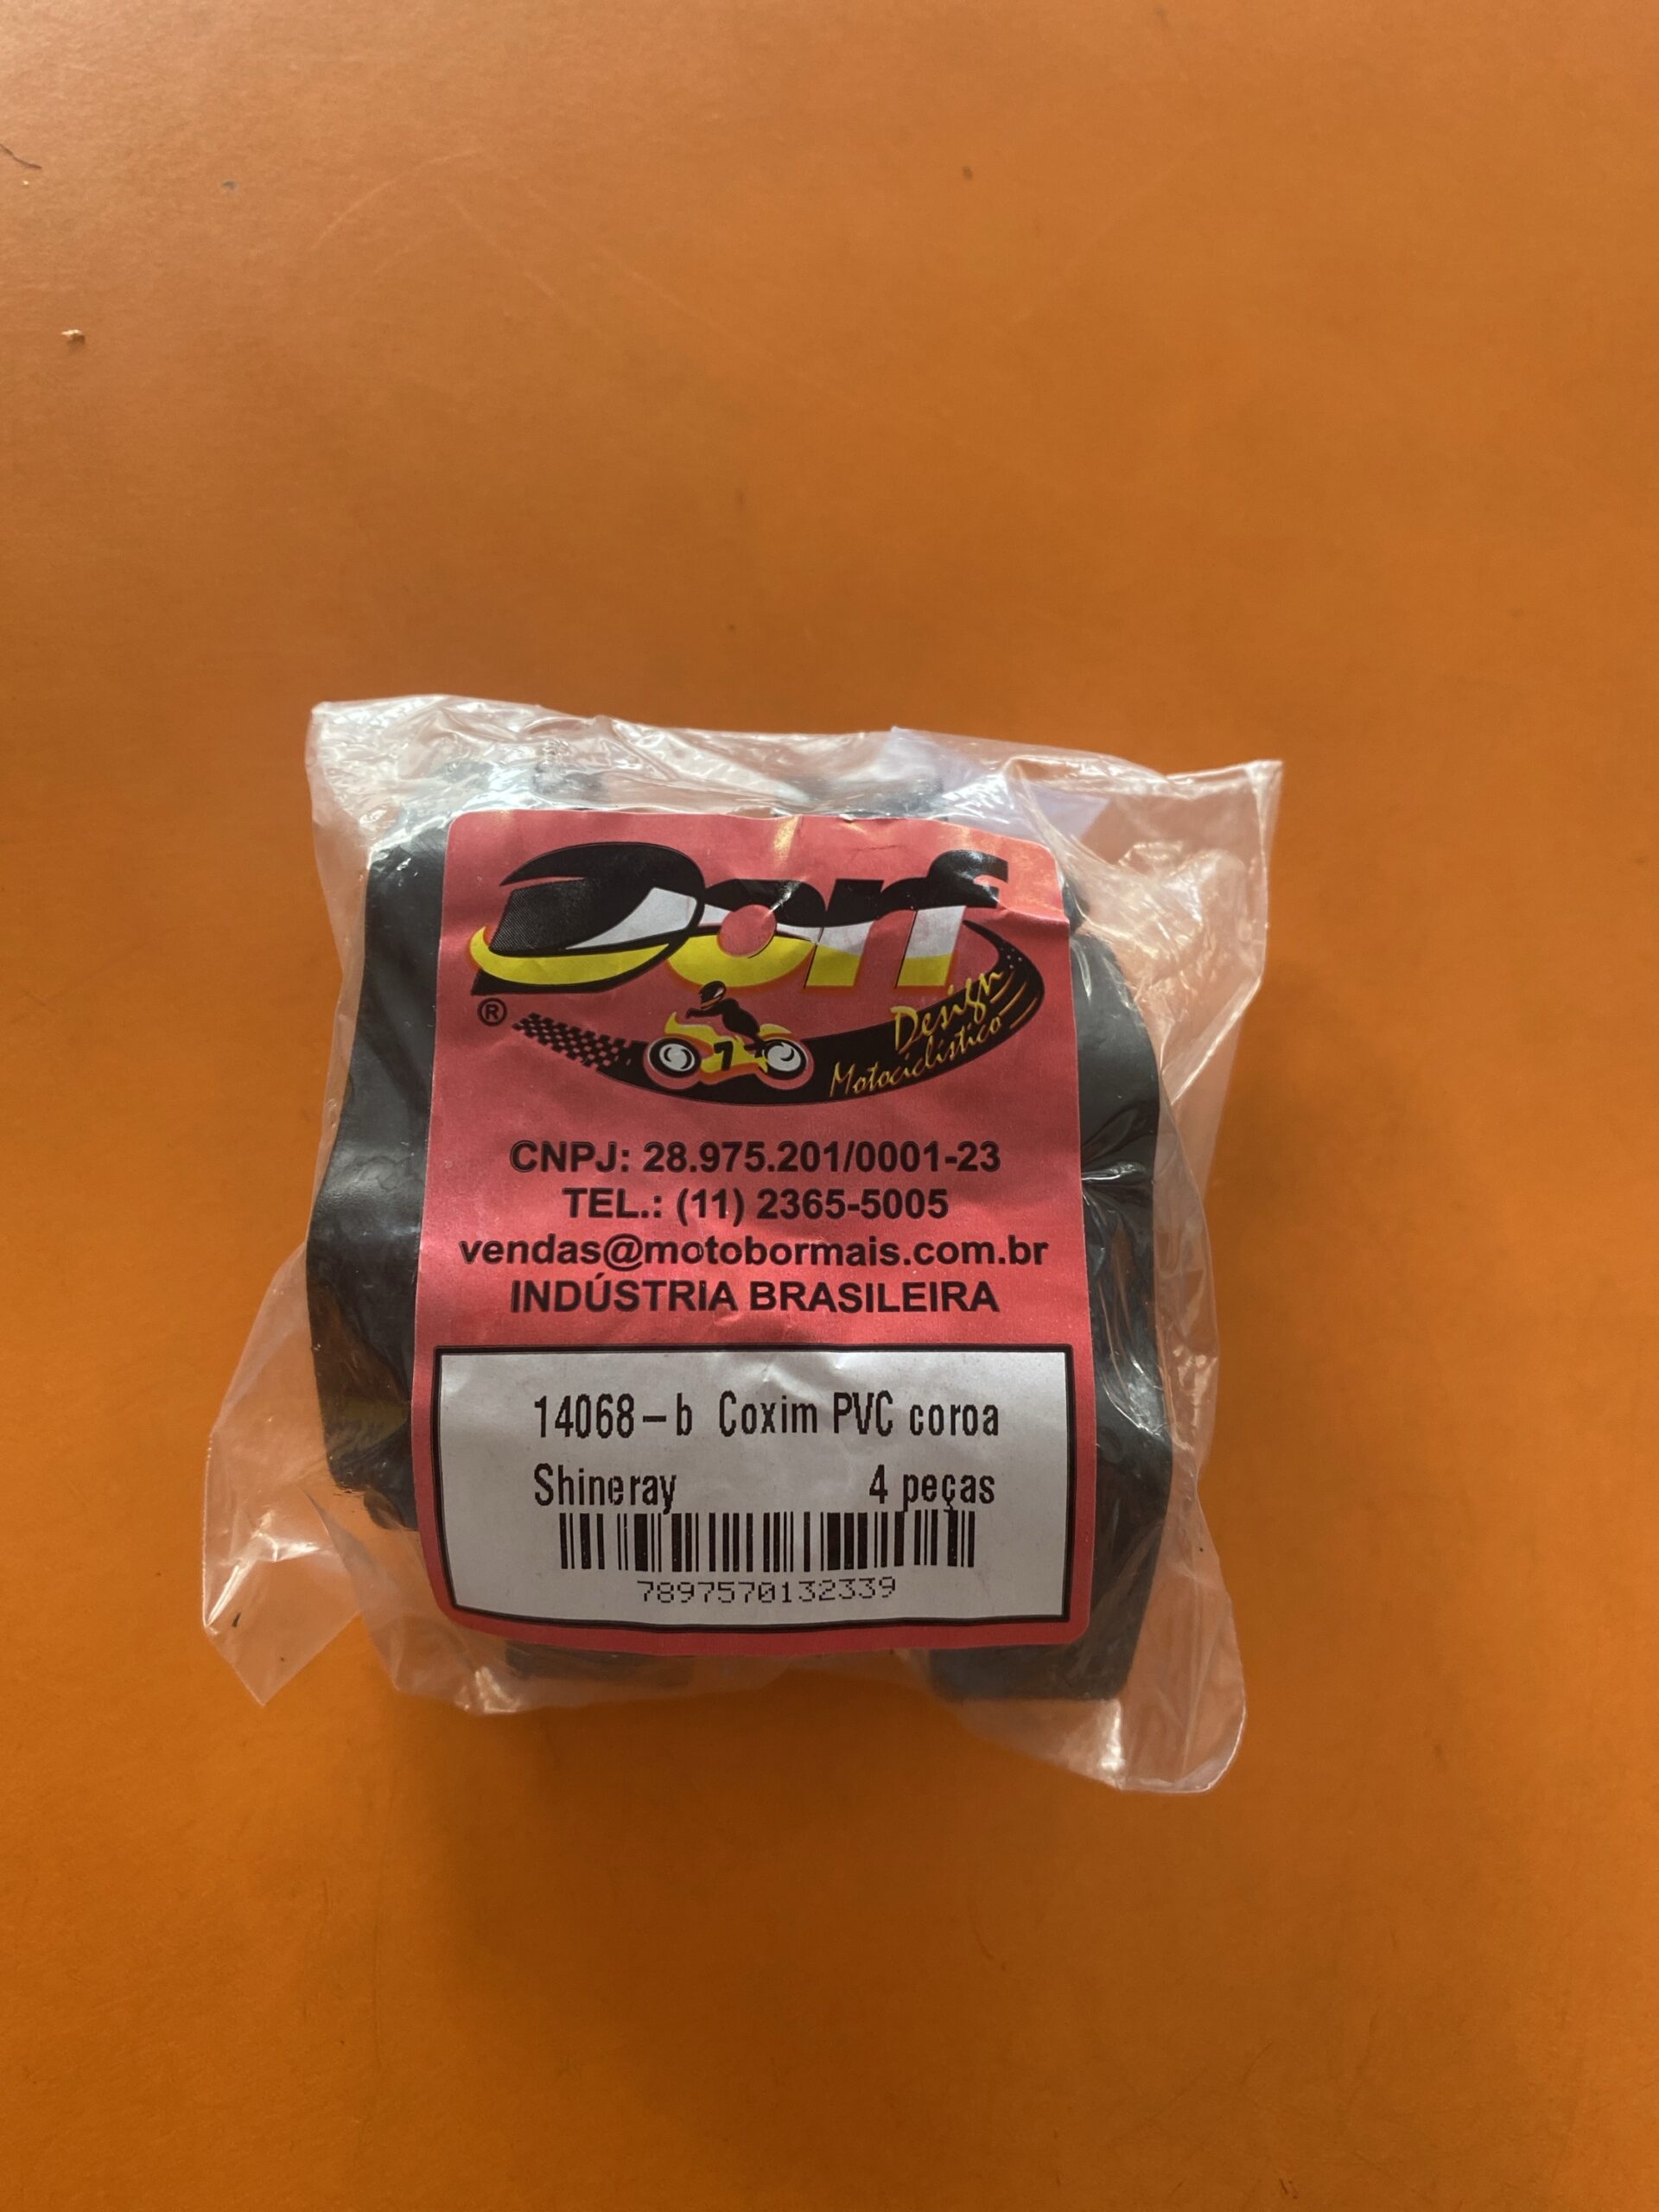 Dorf
®
7
Design
Motociclístico
CNPJ: 28.975.201/0001-23
TEL.: (11) 2365-5005
vendas@motobormais.com.br
INDÚSTRIA BRASILEIRA
14068-b Coxim PVC coroa
Shineray 4 peças
7897570132339